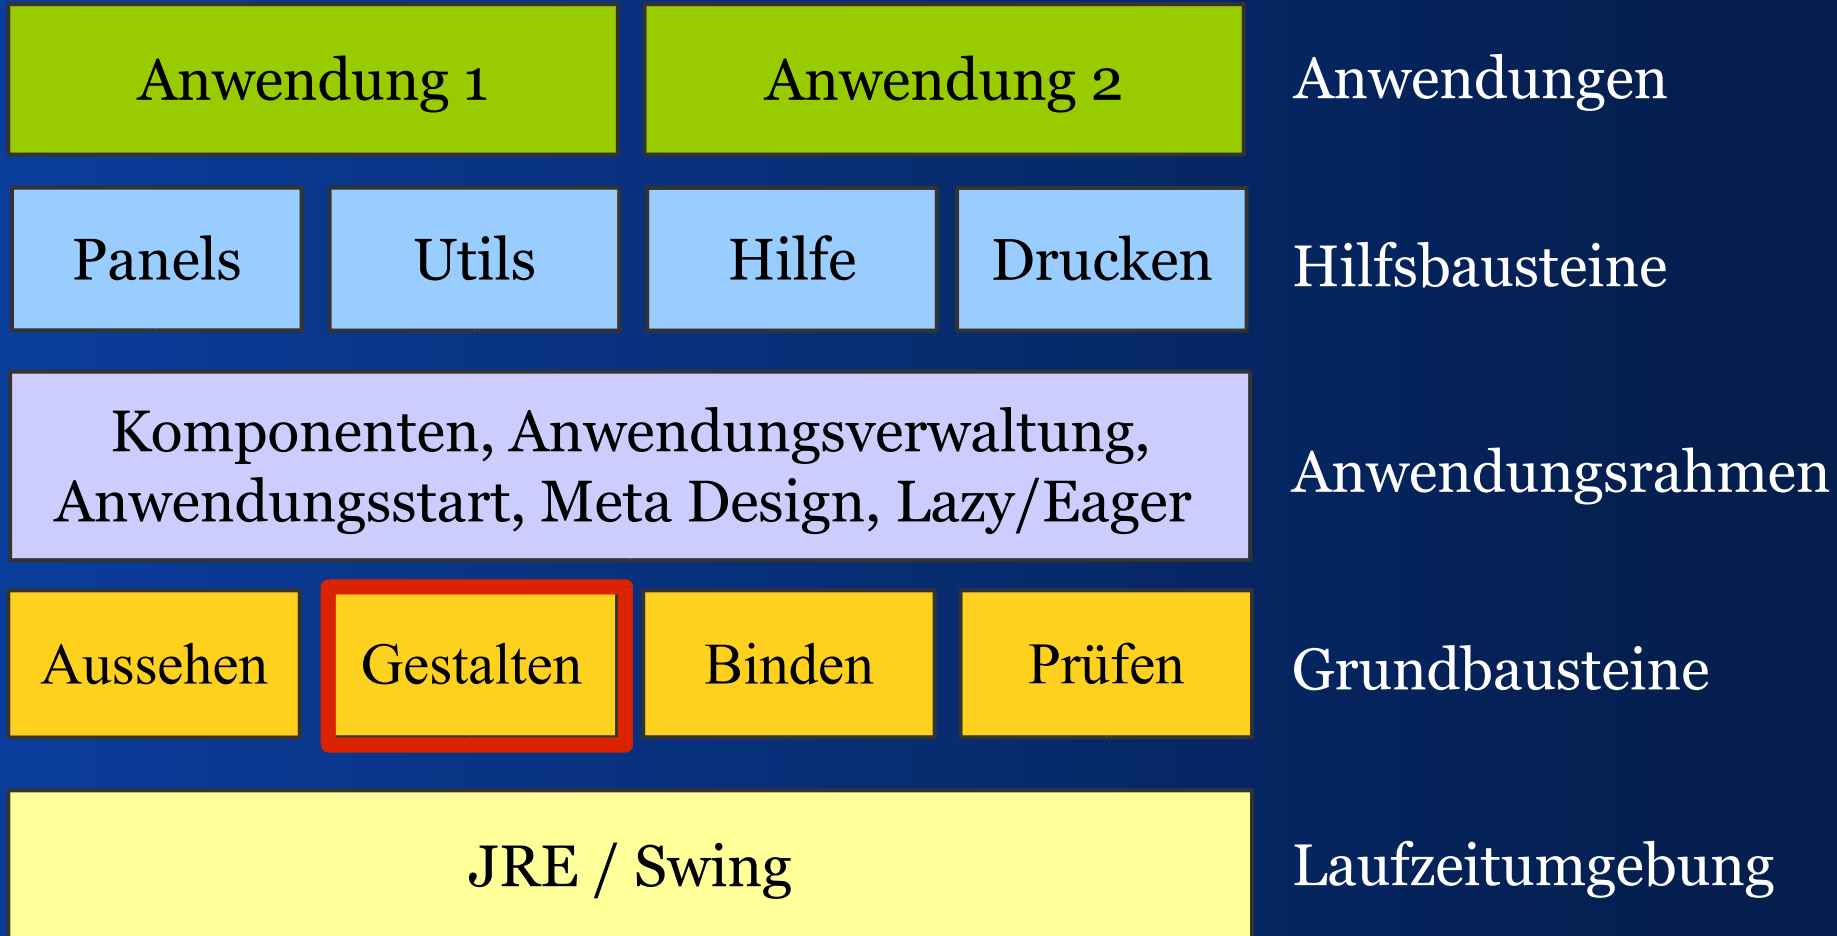 Anwendung 1
Anwendung 2
Anwendungen
Panels
Utils
Hilfe
Drucken
Hilfsbausteine
Komponenten, Anwendungsverwaltung,
Anwendungsstart, Meta Design, Lazy/Eager
Anwendungsrahmen
Aussehen
Gestalten
Binden
Prüfen
Grundbausteine
JRE / Swing
Laufzeitumgebung